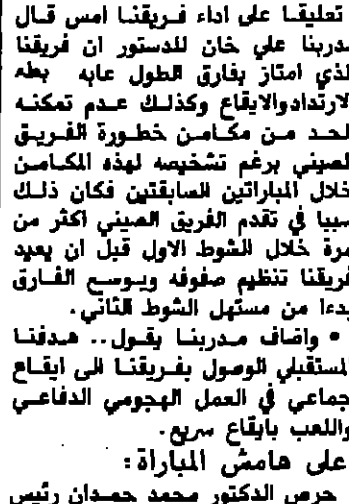 تعليقا على اداء فريقنا امس قال
مدربنا علي خان للدستور ان فريقنا
الذي امتاز بفارق الطول عابه بطء
الارتداد والايقاع وكذلك عدم تمكنه
الحد من مكامن خطورة الفريق
الصيني برغم تشخيصه لهذه المكامن
خلال المباراتين السابقتين فكان ذلك
سببا في تقدم الفريق الصيني اكثر من
مرة خلال الشوط الاول قبل ان يعيد
فريقنا تنظيم صفوفه ويوسع الفارق
بدءا من مستهل الشوط الثاني.
• واضاف مدربنا يقول.. هدفنا
المستقبلي الوصول بفريقنا الى ايقاع
جماعي في العمل الهجومي الدفاعي
واللعب بايقاع سريع.
على هامش المباراة:
حرص الدكتور محمد حمدان رئيس